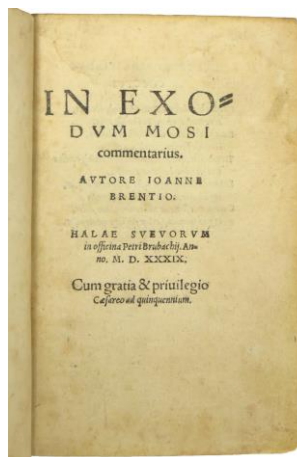 IN EXO=
DVM MOSI
commentarius.
AVTORE IOANNE
BRENTIO.
HALAE SVEVORVM
in officina Petri Brubachij. An-
no. M. D. XXXIX.
Cum gratia & priuilegio
Cæsareo ad quinquennium.